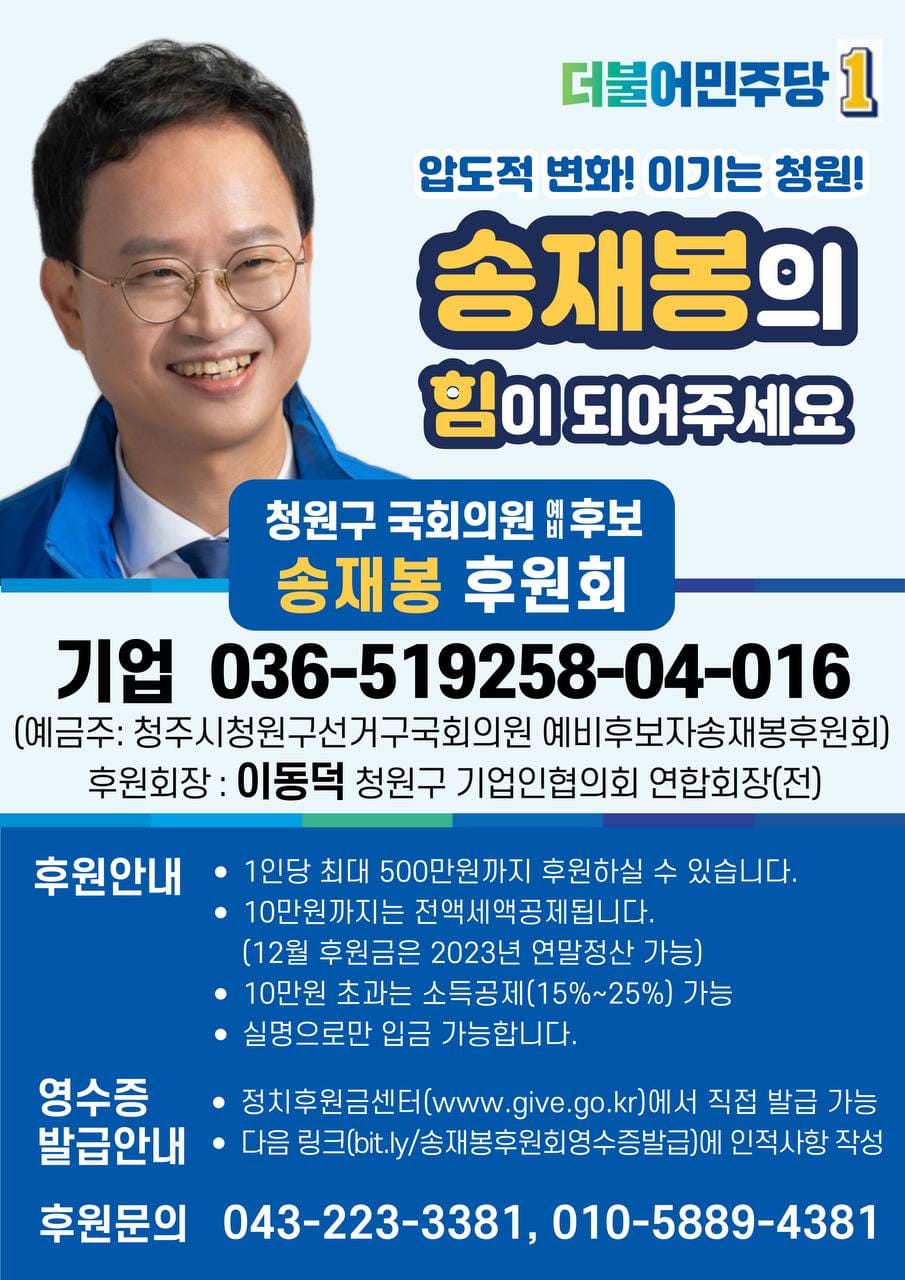 더불어민주당 1
압도적 변화! 이기는 청원!
송재봉의
힘이 되어주세요
청원구 국회의원 예비후보
송재봉 후원회
기업 036-519258-04-016
(예금주: 청주시청원구선거구국회의원 예비후보자송재봉후원회)
후원회장 : 이동덕 청원구 기업인협의회 연합회장(전)
후원안내
• 1인당 최대 500만원까지 후원하실 수 있습니다.
• 10만원까지는 전액세액공제됩니다.
(12월 후원금은 2023년 연말정산 가능)
• 10만원 초과는 소득공제(15%~25%) 가능
• 실명으로만 입금 가능합니다.
영수증
발급안내
• 정치후원금센터(www.give.go.kr)에서 직접 발급 가능
• 다음 링크(bit.ly/송재봉후원회영수증발급)에 인적사항 작성
후원문의 043-223-3381, 010-5889-4381